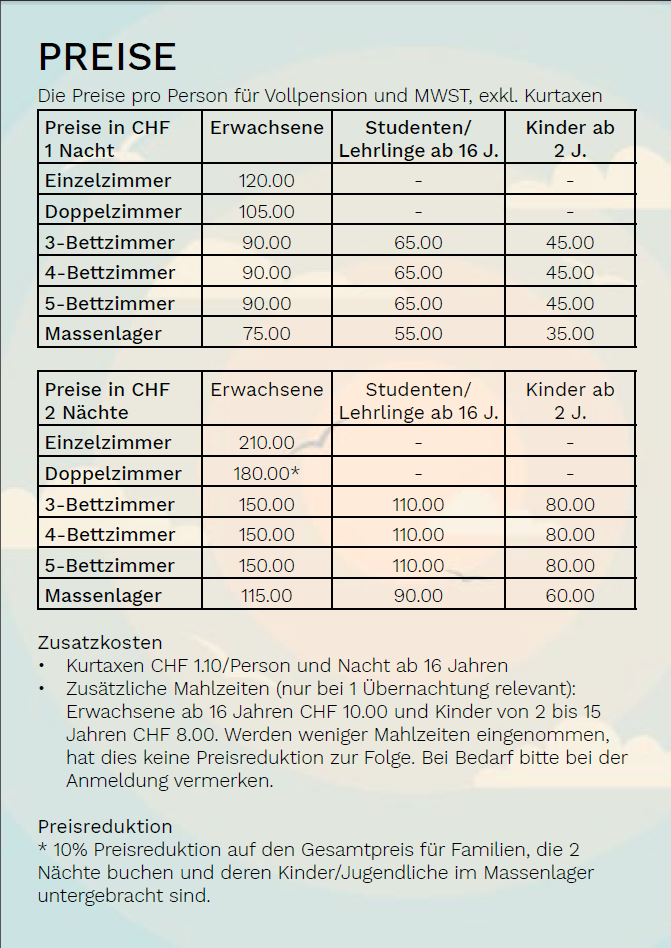 PREISE
Die Preise pro Person für Vollpension und MWST, exkl. Kurtaxen
Preise in CHF 1 Nacht Erwachsene Studenten/ Lehrlinge ab 16 J. Kinder ab 2 J.
Einzelzimmer 120.00 - -
Doppelzimmer 105.00 - -
3-Bettzimmer 90.00 65.00 45.00
4-Bettzimmer 90.00 65.00 45.00
5-Bettzimmer 90.00 65.00 45.00
Massenlager 75.00 55.00 35.00
Preise in CHF 2 Nächte Erwachsene Studenten/ Lehrlinge ab 16 J. Kinder ab 2 J.
Einzelzimmer 210.00 - -
Doppelzimmer 180.00* - -
3-Bettzimmer 150.00 110.00 80.00
4-Bettzimmer 150.00 110.00 80.00
5-Bettzimmer 150.00 110.00 80.00
Massenlager 115.00 90.00 60.00
Zusatzkosten
• Kurtaxen CHF 1.10/Person und Nacht ab 16 Jahren
• Zusätzliche Mahlzeiten (nur bei 1 Übernachtung relevant):
Erwachsene ab 16 Jahren CHF 10.00 und Kinder von 2 bis 15
Jahren CHF 8.00. Werden weniger Mahlzeiten eingenommen,
hat dies keine Preisreduktion zur Folge. Bei Bedarf bitte bei der
Anmeldung vermerken.
Preisreduktion
* 10% Preisreduktion auf den Gesamtpreis für Familien, die 2
Nächte buchen und deren Kinder/Jugendliche im Massenlager
untergebracht sind.